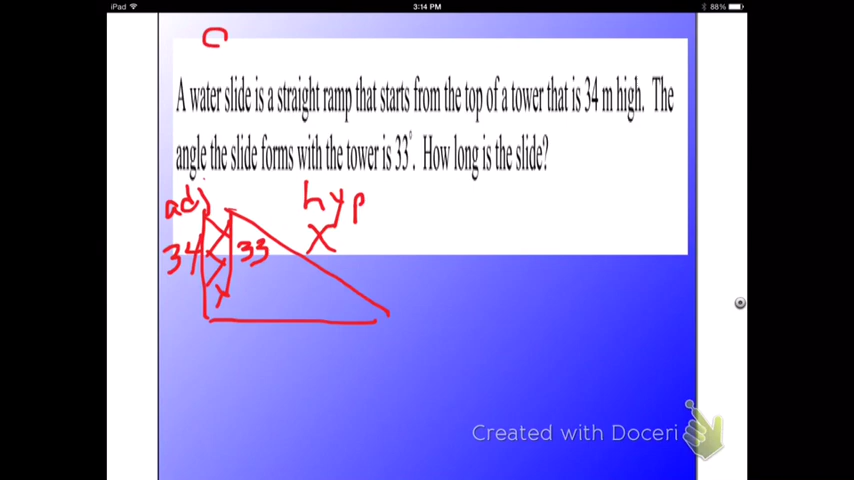 iPad 3:14 PM 88%
C
A water slide is a straight ramp that starts from the top of a tower that is 34 m high. The
angle the slide forms with the tower is 33°. How long is the slide?
adj hyp
34 33 x
Created with Doceri